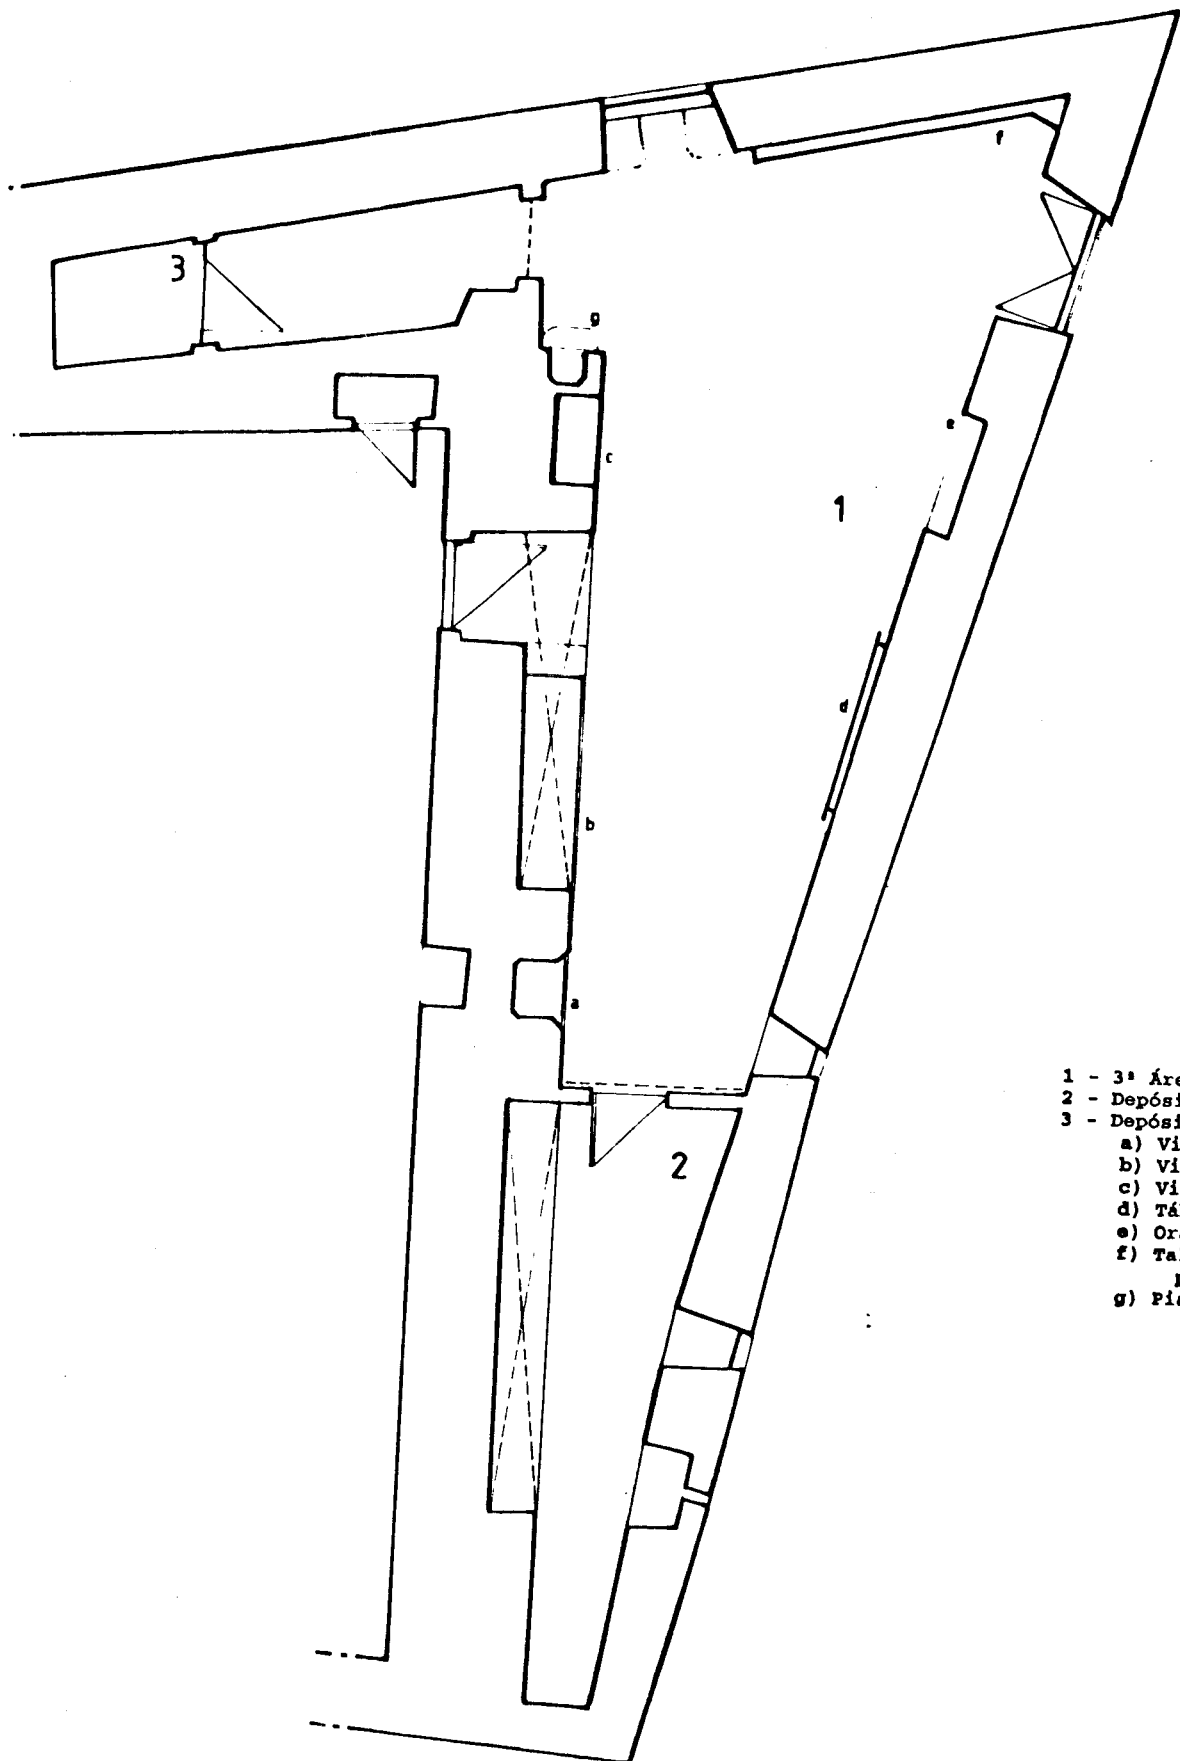 f
3
g
c
e
1
d
b
a
2
1 - 3ª Áre
2 - Depósi
3 - Depósi
a) Vi
b) Vi
c) Vi
d) Tá
e) Or
f) Ta
g) Pi